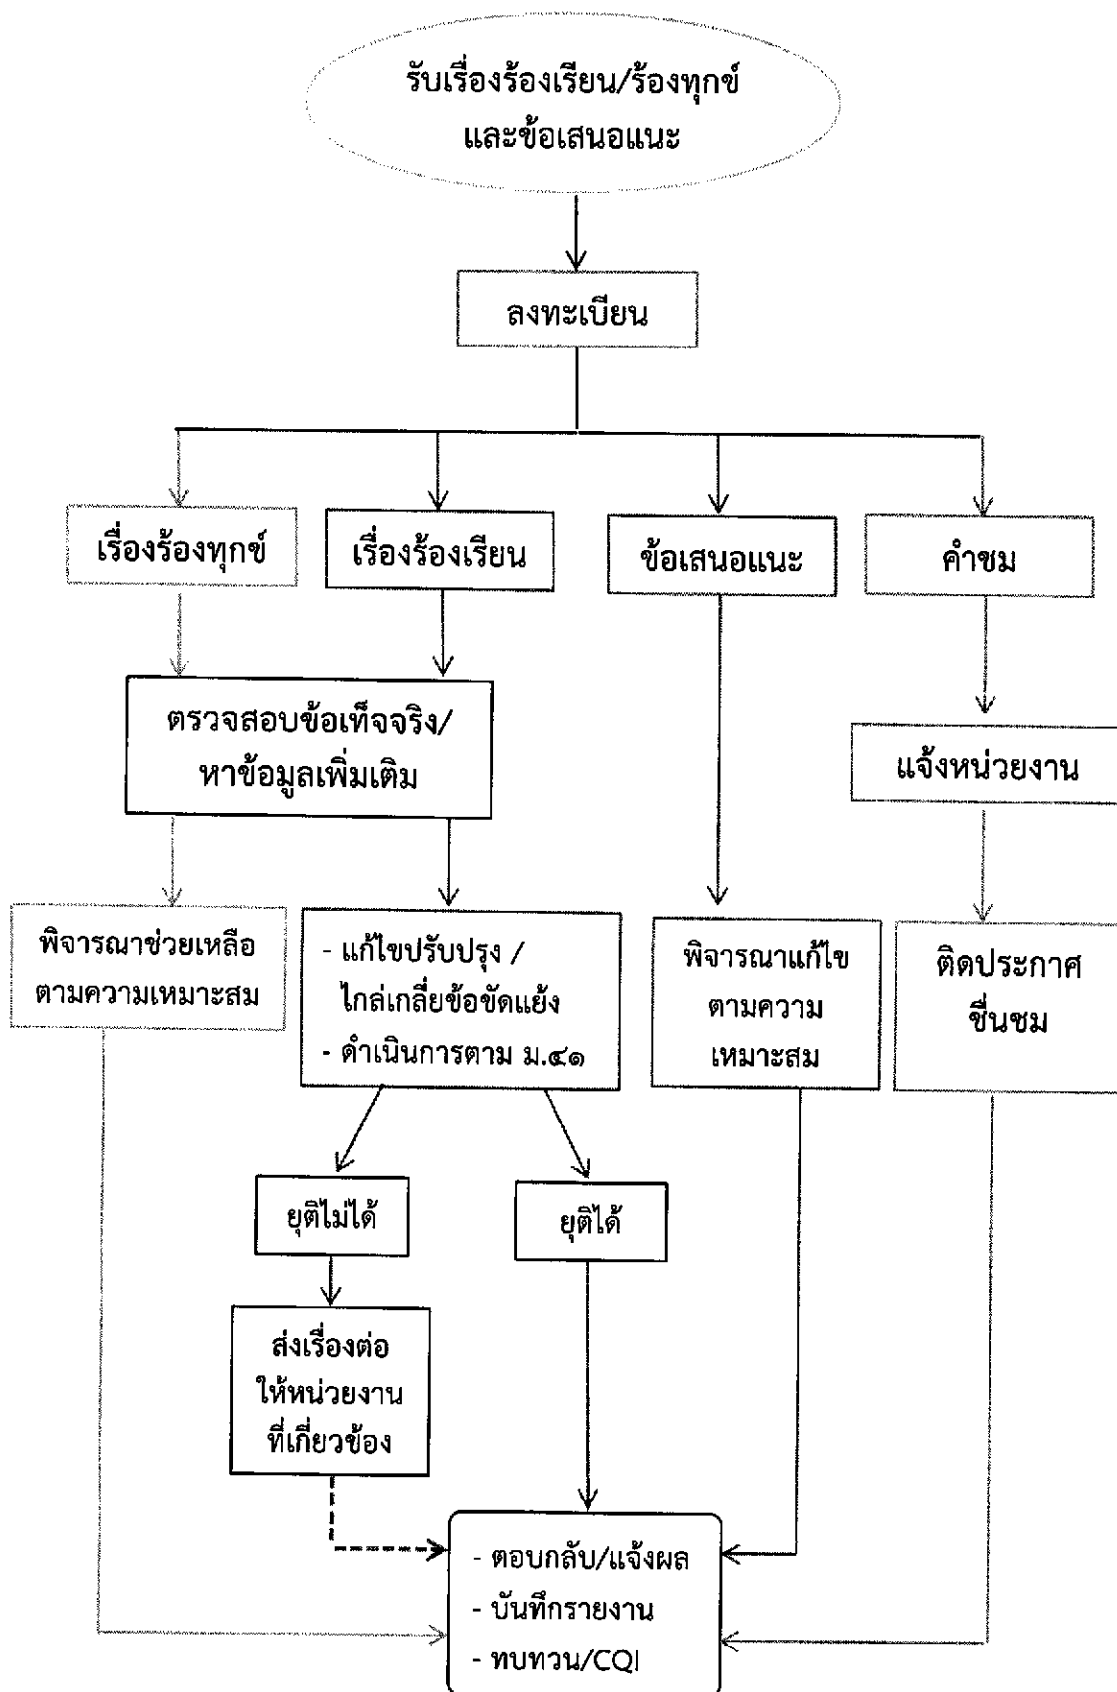 รับเรื่องร้องเรียน/ร้องทุกข์
และข้อเสนอแนะ
ลงทะเบียน
เรื่องร้องทุกข์
เรื่องร้องเรียน
ข้อเสนอแนะ
คำชม
ตรวจสอบข้อเท็จจริง/
หาข้อมูลเพิ่มเติม
แจ้งหน่วยงาน
พิจารณาช่วยเหลือ
ตามความเหมาะสม
- แก้ไขปรับปรุง /
ไกล่เกลี่ยข้อขัดแย้ง
- ดำเนินการตาม ม.๔๑
พิจารณาแก้ไข
ตามความ
เหมาะสม
ติดประกาศ
ชื่นชม
ยุติไม่ได้
ยุติได้
ส่งเรื่องต่อ
ให้หน่วยงาน
ที่เกี่ยวข้อง
- ตอบกลับ/แจ้งผล
- บันทึกรายงาน
- ทบทวน/CQI